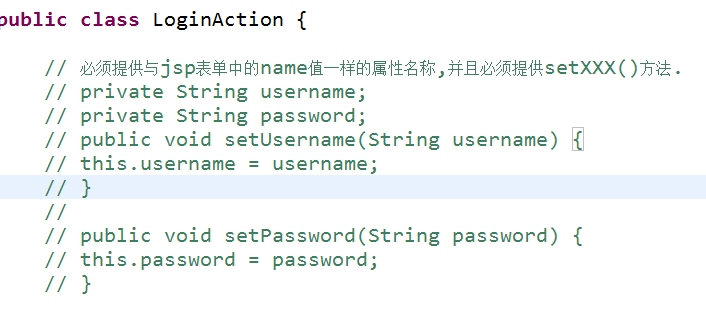 public class LoginAction {
// 必须提供与jsp表单中的name值一样的属性名称,并且必须提供setXXX()方法.
// private String username;
// private String password;
// public void setUsername(String username) {
// this.username = username;
// }
//
// public void setPassword(String password) {
// this.password = password;
// }